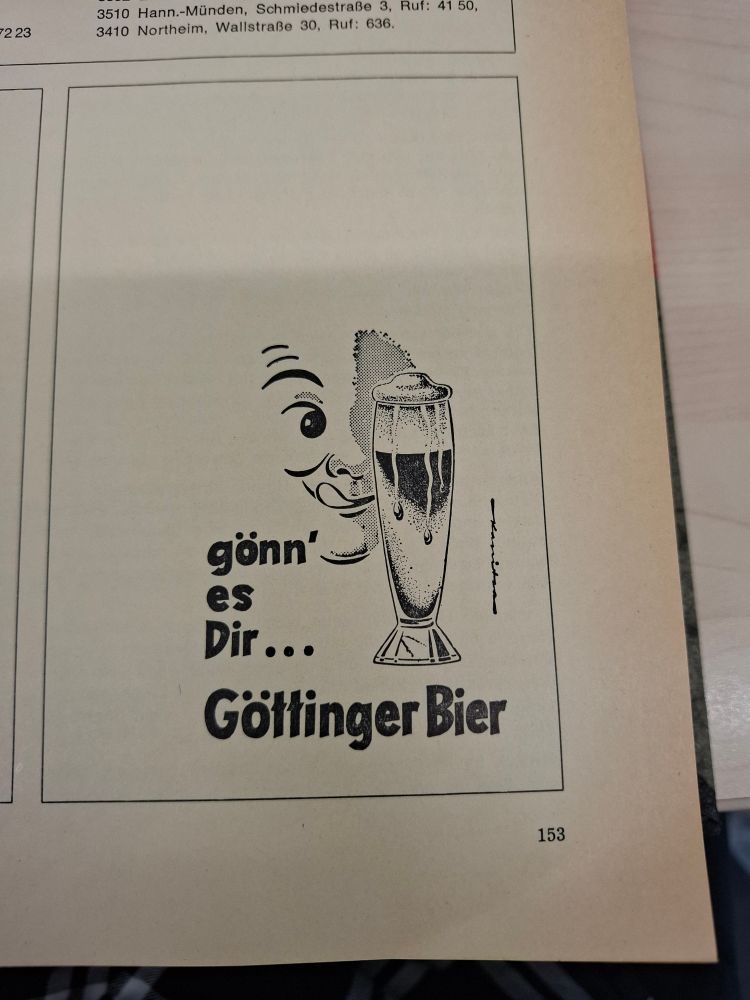 72 23
3510 Hann.-Münden, Schmiedestraße 3, Ruf: 41 50,
3410 Northeim, Wallstraße 30, Ruf: 636.
gönn'
es
Dir...
Göttinger Bier
153